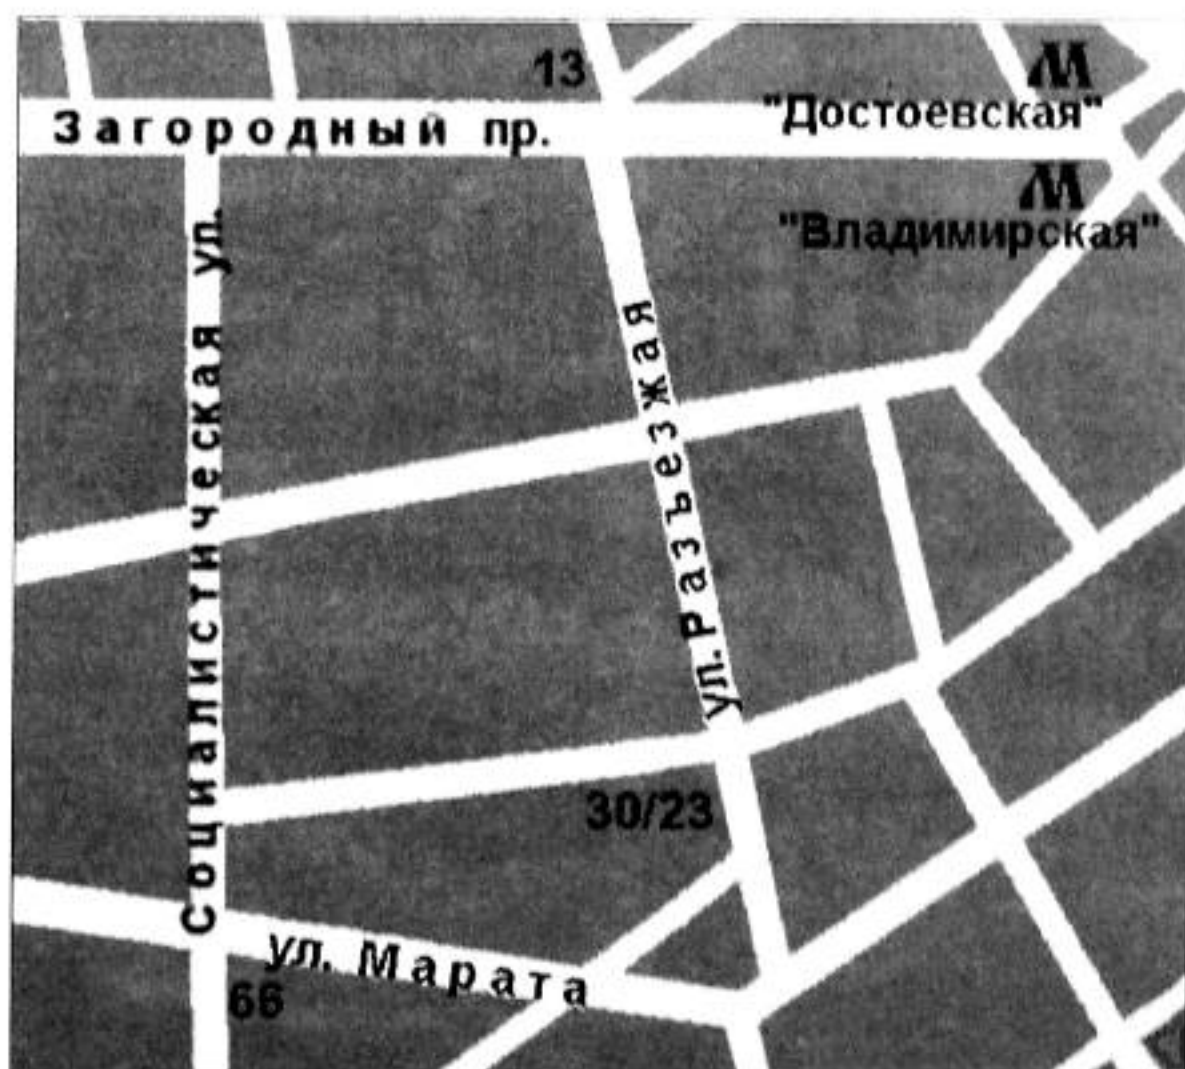 13
"Достоевская"
Загородный пр.
"Владимирская"
Социалистическая ул.
ул. Разъезжая
30/23
ул. Марата
66